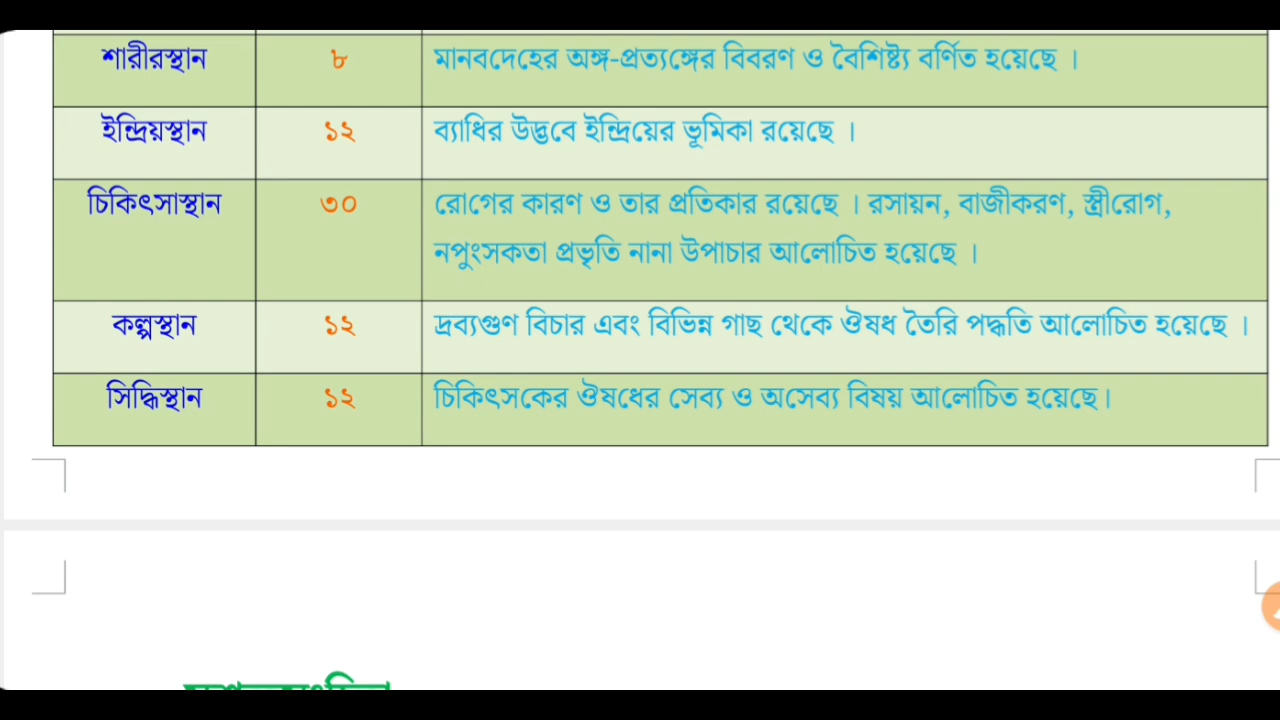 শারীরস্থান ৮ মানবদেহের অঙ্গ-প্রত্যঙ্গের বিবরণ ও বৈশিষ্ট্য বর্ণিত হয়েছে ।
ইন্দ্রিয়স্থান ১২ ব্যাধির উদ্ভবে ইন্দ্রিয়ের ভূমিকা রয়েছে ।
চিকিৎসাস্থান ৩০ রোগের কারণ ও তার প্রতিকার রয়েছে । রসায়ন, বাজীকরণ, স্ত্রীরোগ,
নপুংসকতা প্রভৃতি নানা উপাচার আলোচিত হয়েছে ।
কল্পস্থান ১২ দ্রব্যগুণ বিচার এবং বিভিন্ন গাছ থেকে ঔষধ তৈরি পদ্ধতি আলোচিত হয়েছে ।
সিদ্ধিস্থান ১২ চিকিৎসকের ঔষধের সেব্য ও অসেব্য বিষয় আলোচিত হয়েছে।